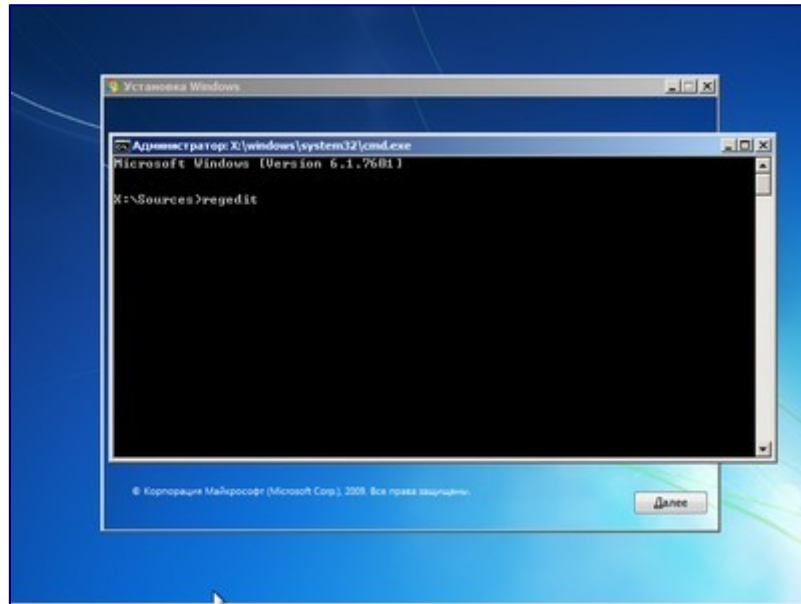 Установка Windows
Администратор: X:\windows\system32\cmd.exe
Microsoft Windows [Version 6.1.7601]
X:\Sources>regedit
© Корпорация Майкрософт (Microsoft Corp.), 2009. Все права защищены.
Далее